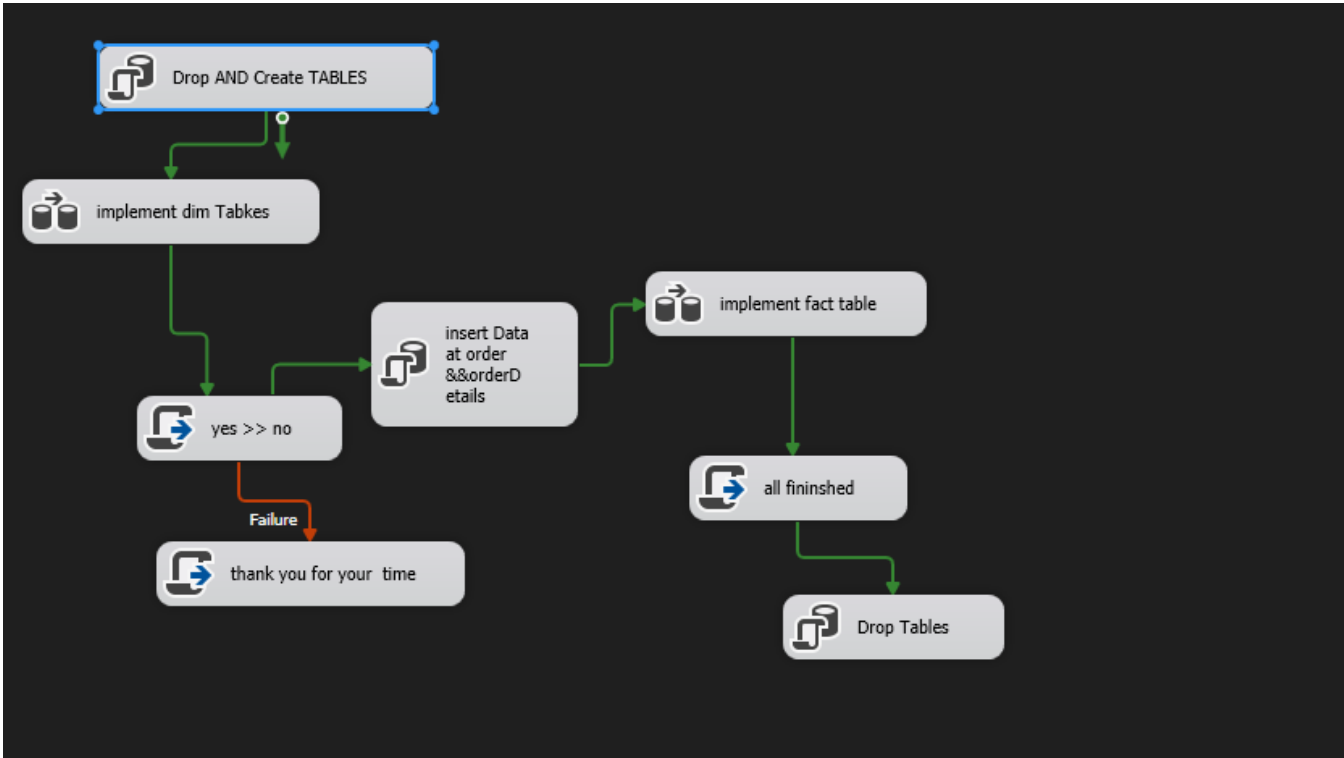 Drop AND Create TABLES
implement dim Tabkes
implement fact table
insert Data
at order
&&orderD
etails
yes >> no
all fininshed
Failure
thank you for your  time
Drop Tables